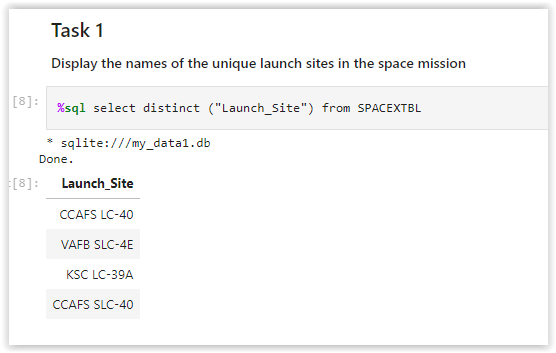 Task 1
Display the names of the unique launch sites in the space mission
[8]: %sql select distinct ("Launch_Site") from SPACEXTBL
* sqlite:///my_data1.db
Done.
[8]: Launch_Site
CCAFS LC-40
VAFB SLC-4E
KSC LC-39A
CCAFS SLC-40